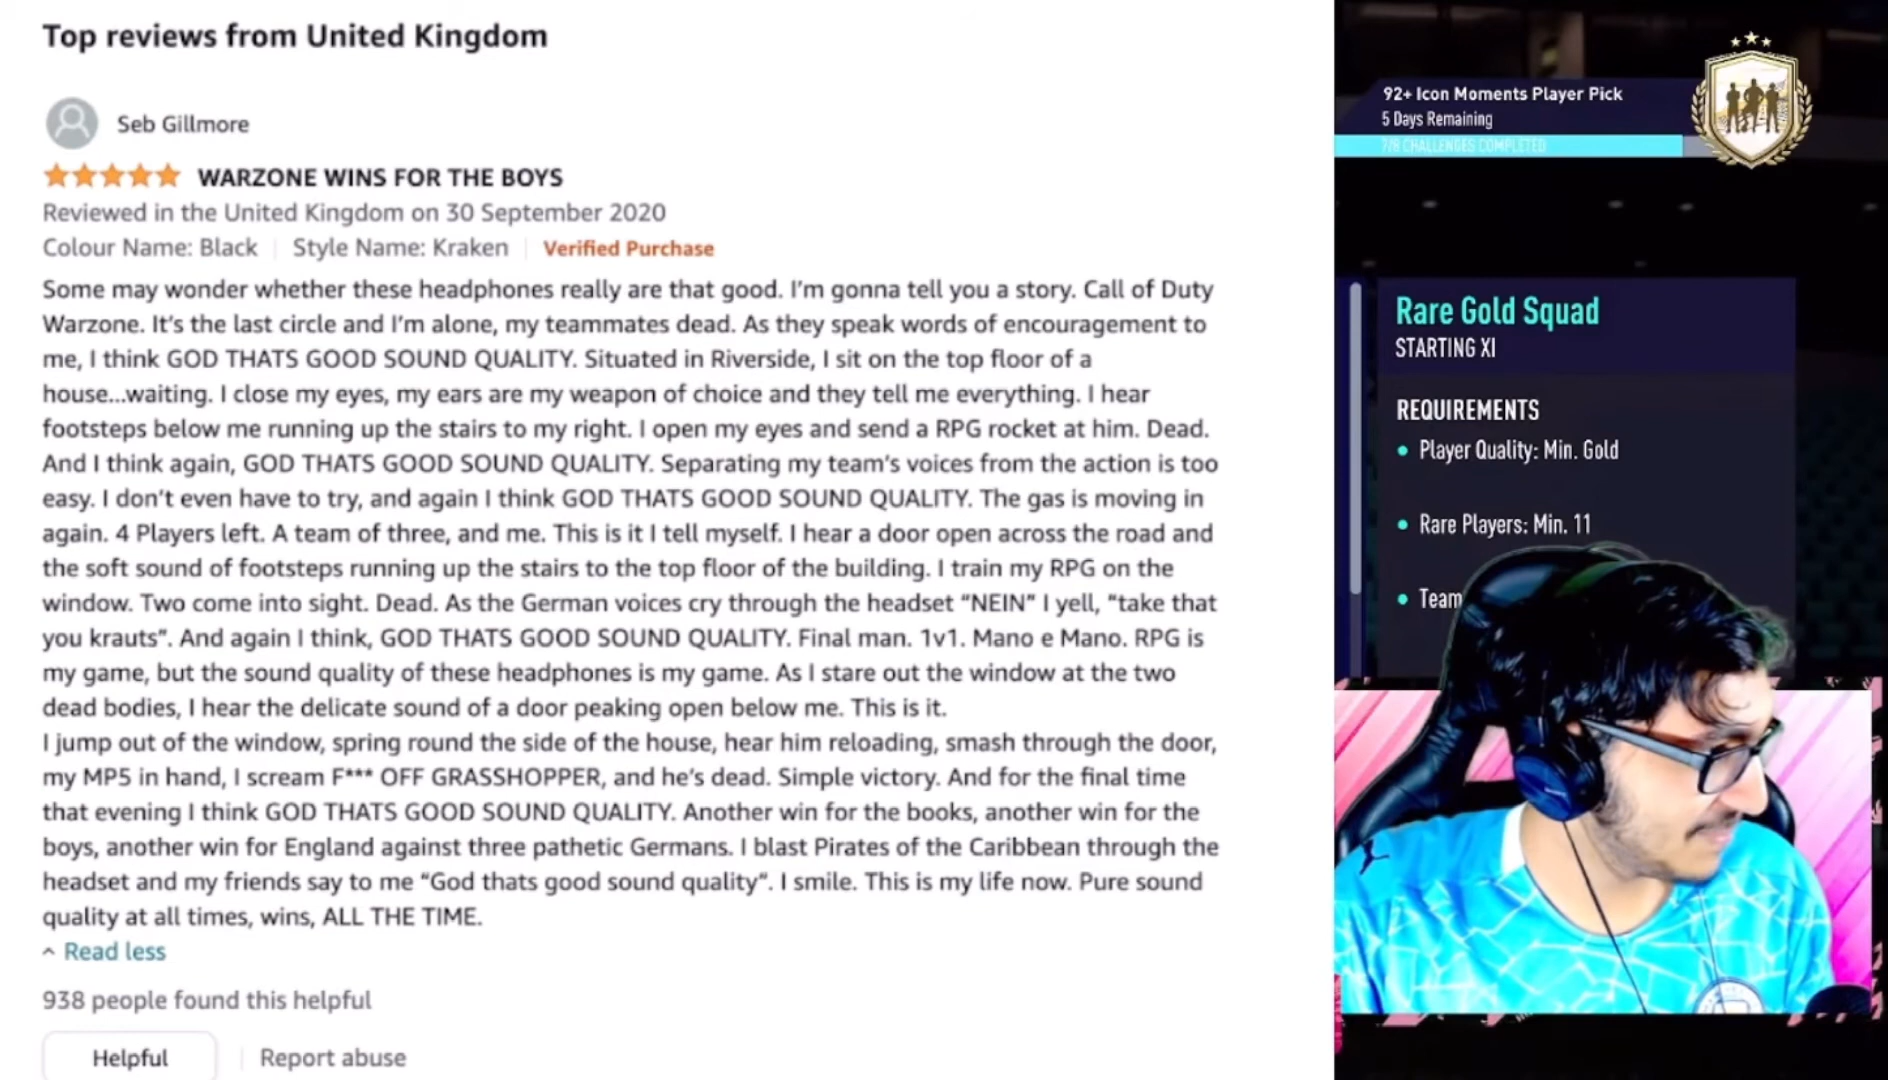 Top reviews from United Kingdom
Seb Gillmore
WARZONE WINS FOR THE BOYS
Reviewed in the United Kingdom on 30 September 2020
Colour Name: Black | Style Name: Kraken | Verified Purchase
Some may wonder whether these headphones really are that good. I'm gonna tell you a story. Call of Duty
Warzone. It's the last circle and I'm alone, my teammates dead. As they speak words of encouragement to
me, I think GOD THATS GOOD SOUND QUALITY. Situated in Riverside, I sit on the top floor of a
house...waiting. I close my eyes, my ears are my weapon of choice and they tell me everything. I hear
footsteps below me running up the stairs to my right. I open my eyes and send a RPG rocket at him. Dead.
And I think again, GOD THATS GOOD SOUND QUALITY. Separating my team's voices from the action is too
easy. I don't even have to try, and again I think GOD THATS GOOD SOUND QUALITY. The gas is moving in
again. 4 Players left. A team of three, and me. This is it I tell myself. I hear a door open across the road and
the soft sound of footsteps running up the stairs to the top floor of the building. I train my RPG on the
window. Two come into sight. Dead. As the German voices cry through the headset “NEIN” I yell, “take that
you krauts”. And again I think, GOD THATS GOOD SOUND QUALITY. Final man. 1v1. Mano e Mano. RPG is
my game, but the sound quality of these headphones is my game. As I stare out the window at the two
dead bodies, I hear the delicate sound of a door peaking open below me. This is it.
I jump out of the window, spring round the side of the house, hear him reloading, smash through the door,
my MP5 in hand, I scream F*** OFF GRASSHOPPER, and he's dead. Simple victory. And for the final time
that evening I think GOD THATS GOOD SOUND QUALITY. Another win for the books, another win for the
boys, another win for England against three pathetic Germans. I blast Pirates of the Caribbean through the
headset and my friends say to me “God thats good sound quality”. I smile. This is my life now. Pure sound
quality at all times, wins, ALL THE TIME.
Read less
938 people found this helpful
Helpful
Report abuse
92+ Icon Moments Player Pick
5 Days Remaining
7/8 CHALLENGES COMPLETED
Rare Gold Squad
STARTING XI
REQUIREMENTS
• Player Quality: Min. Gold
• Rare Players: Min. 11
• Team